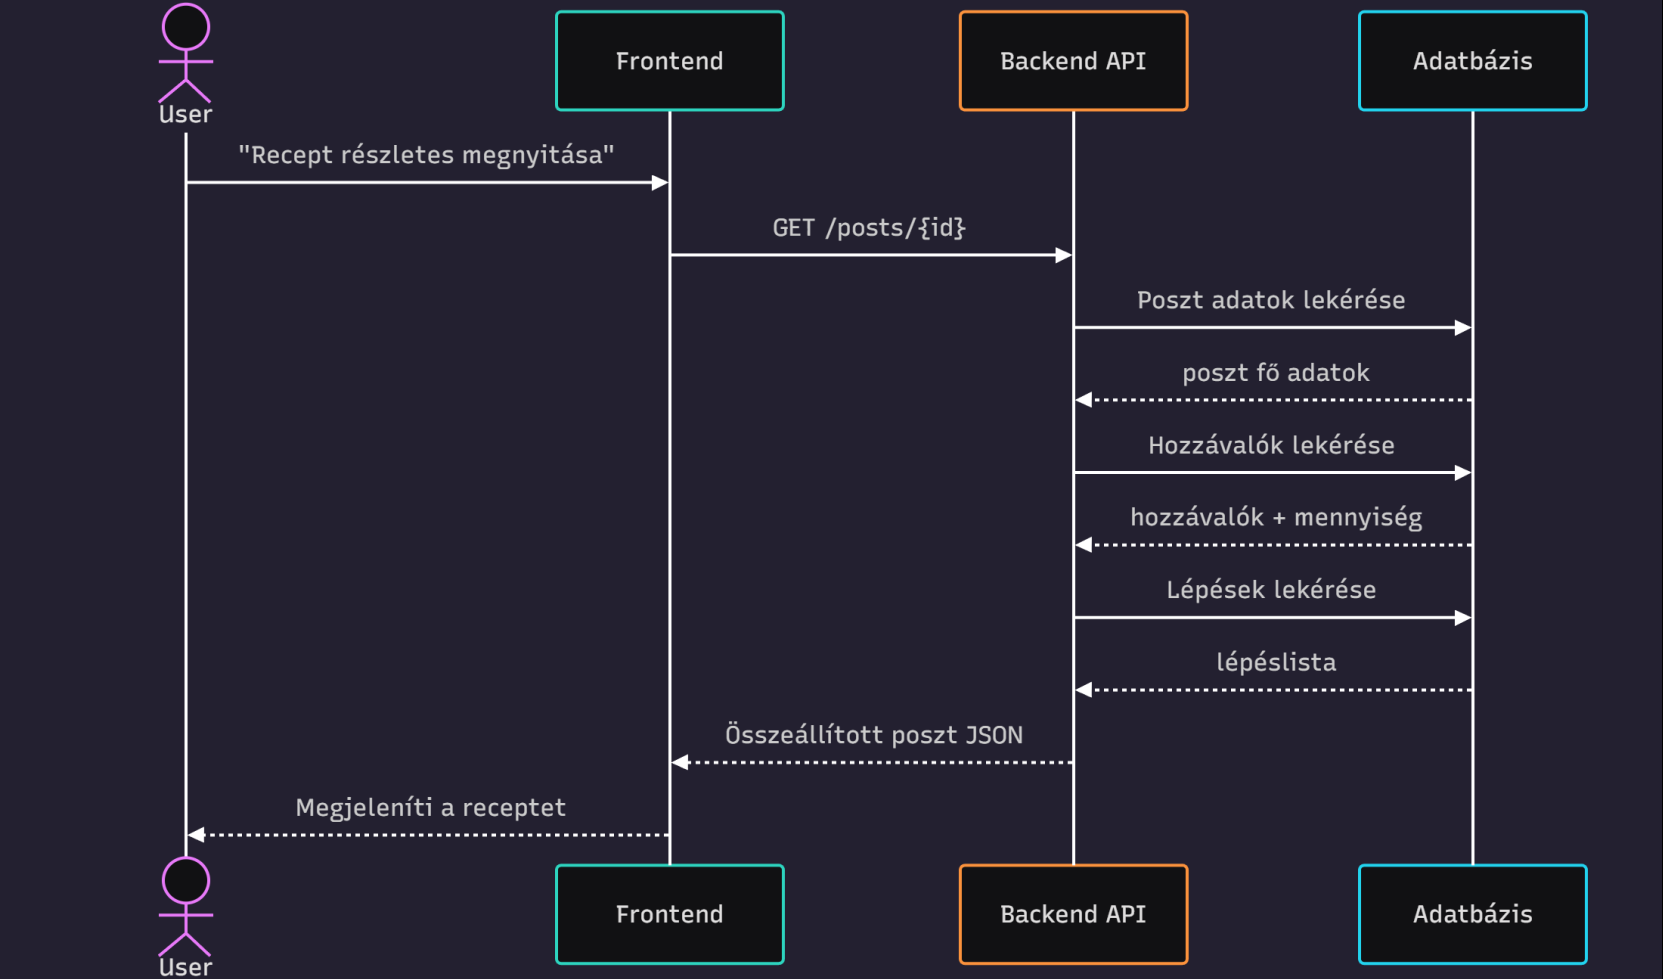 User
Frontend
Backend API
Adatbázis
"Recept részletes megnyitása"
GET /posts/{id}
Poszt adatok lekérése
poszt fő adatok
Hozzávalók lekérése
hozzávalók + mennyiség
Lépések lekérése
lépéslista
Összeállított poszt JSON
Megjeleníti a receptet
User
Frontend
Backend API
Adatbázis